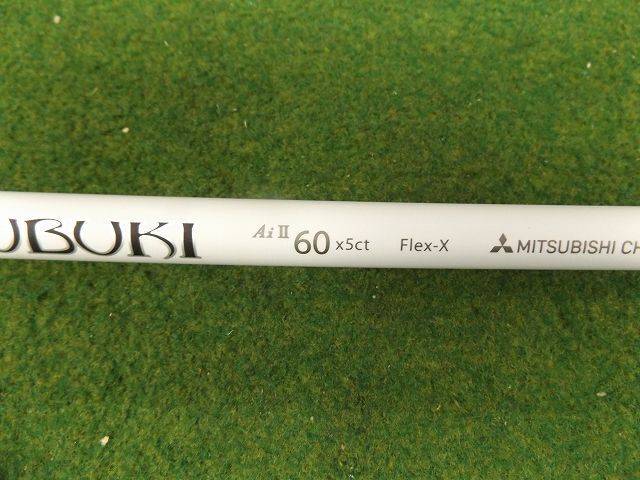 UBUKI Ai II 60 x5ct Flex-X MITSUBISHI CH